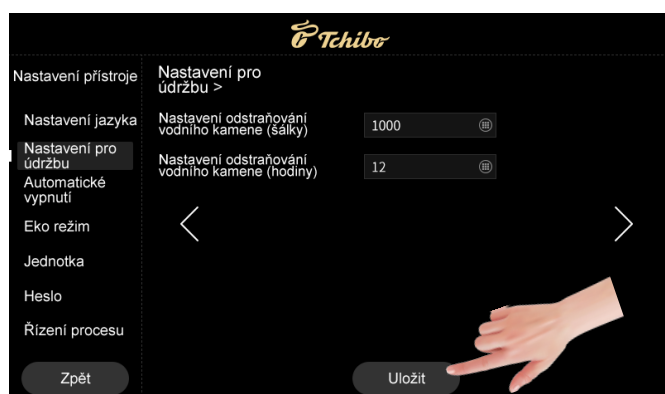 Tchibo
Nastavení přístroje
Nastavení jazyka
Nastavení pro
údržbu
Automatické
vypnutí
Eko režim
Jednotka
Heslo
Řízení procesu
Zpět
Nastavení pro
údržbu >
Nastavení odstraňování
vodního kamene (šálky)
1000
Nastavení odstraňování
vodního kamene (hodiny)
12
Uložit